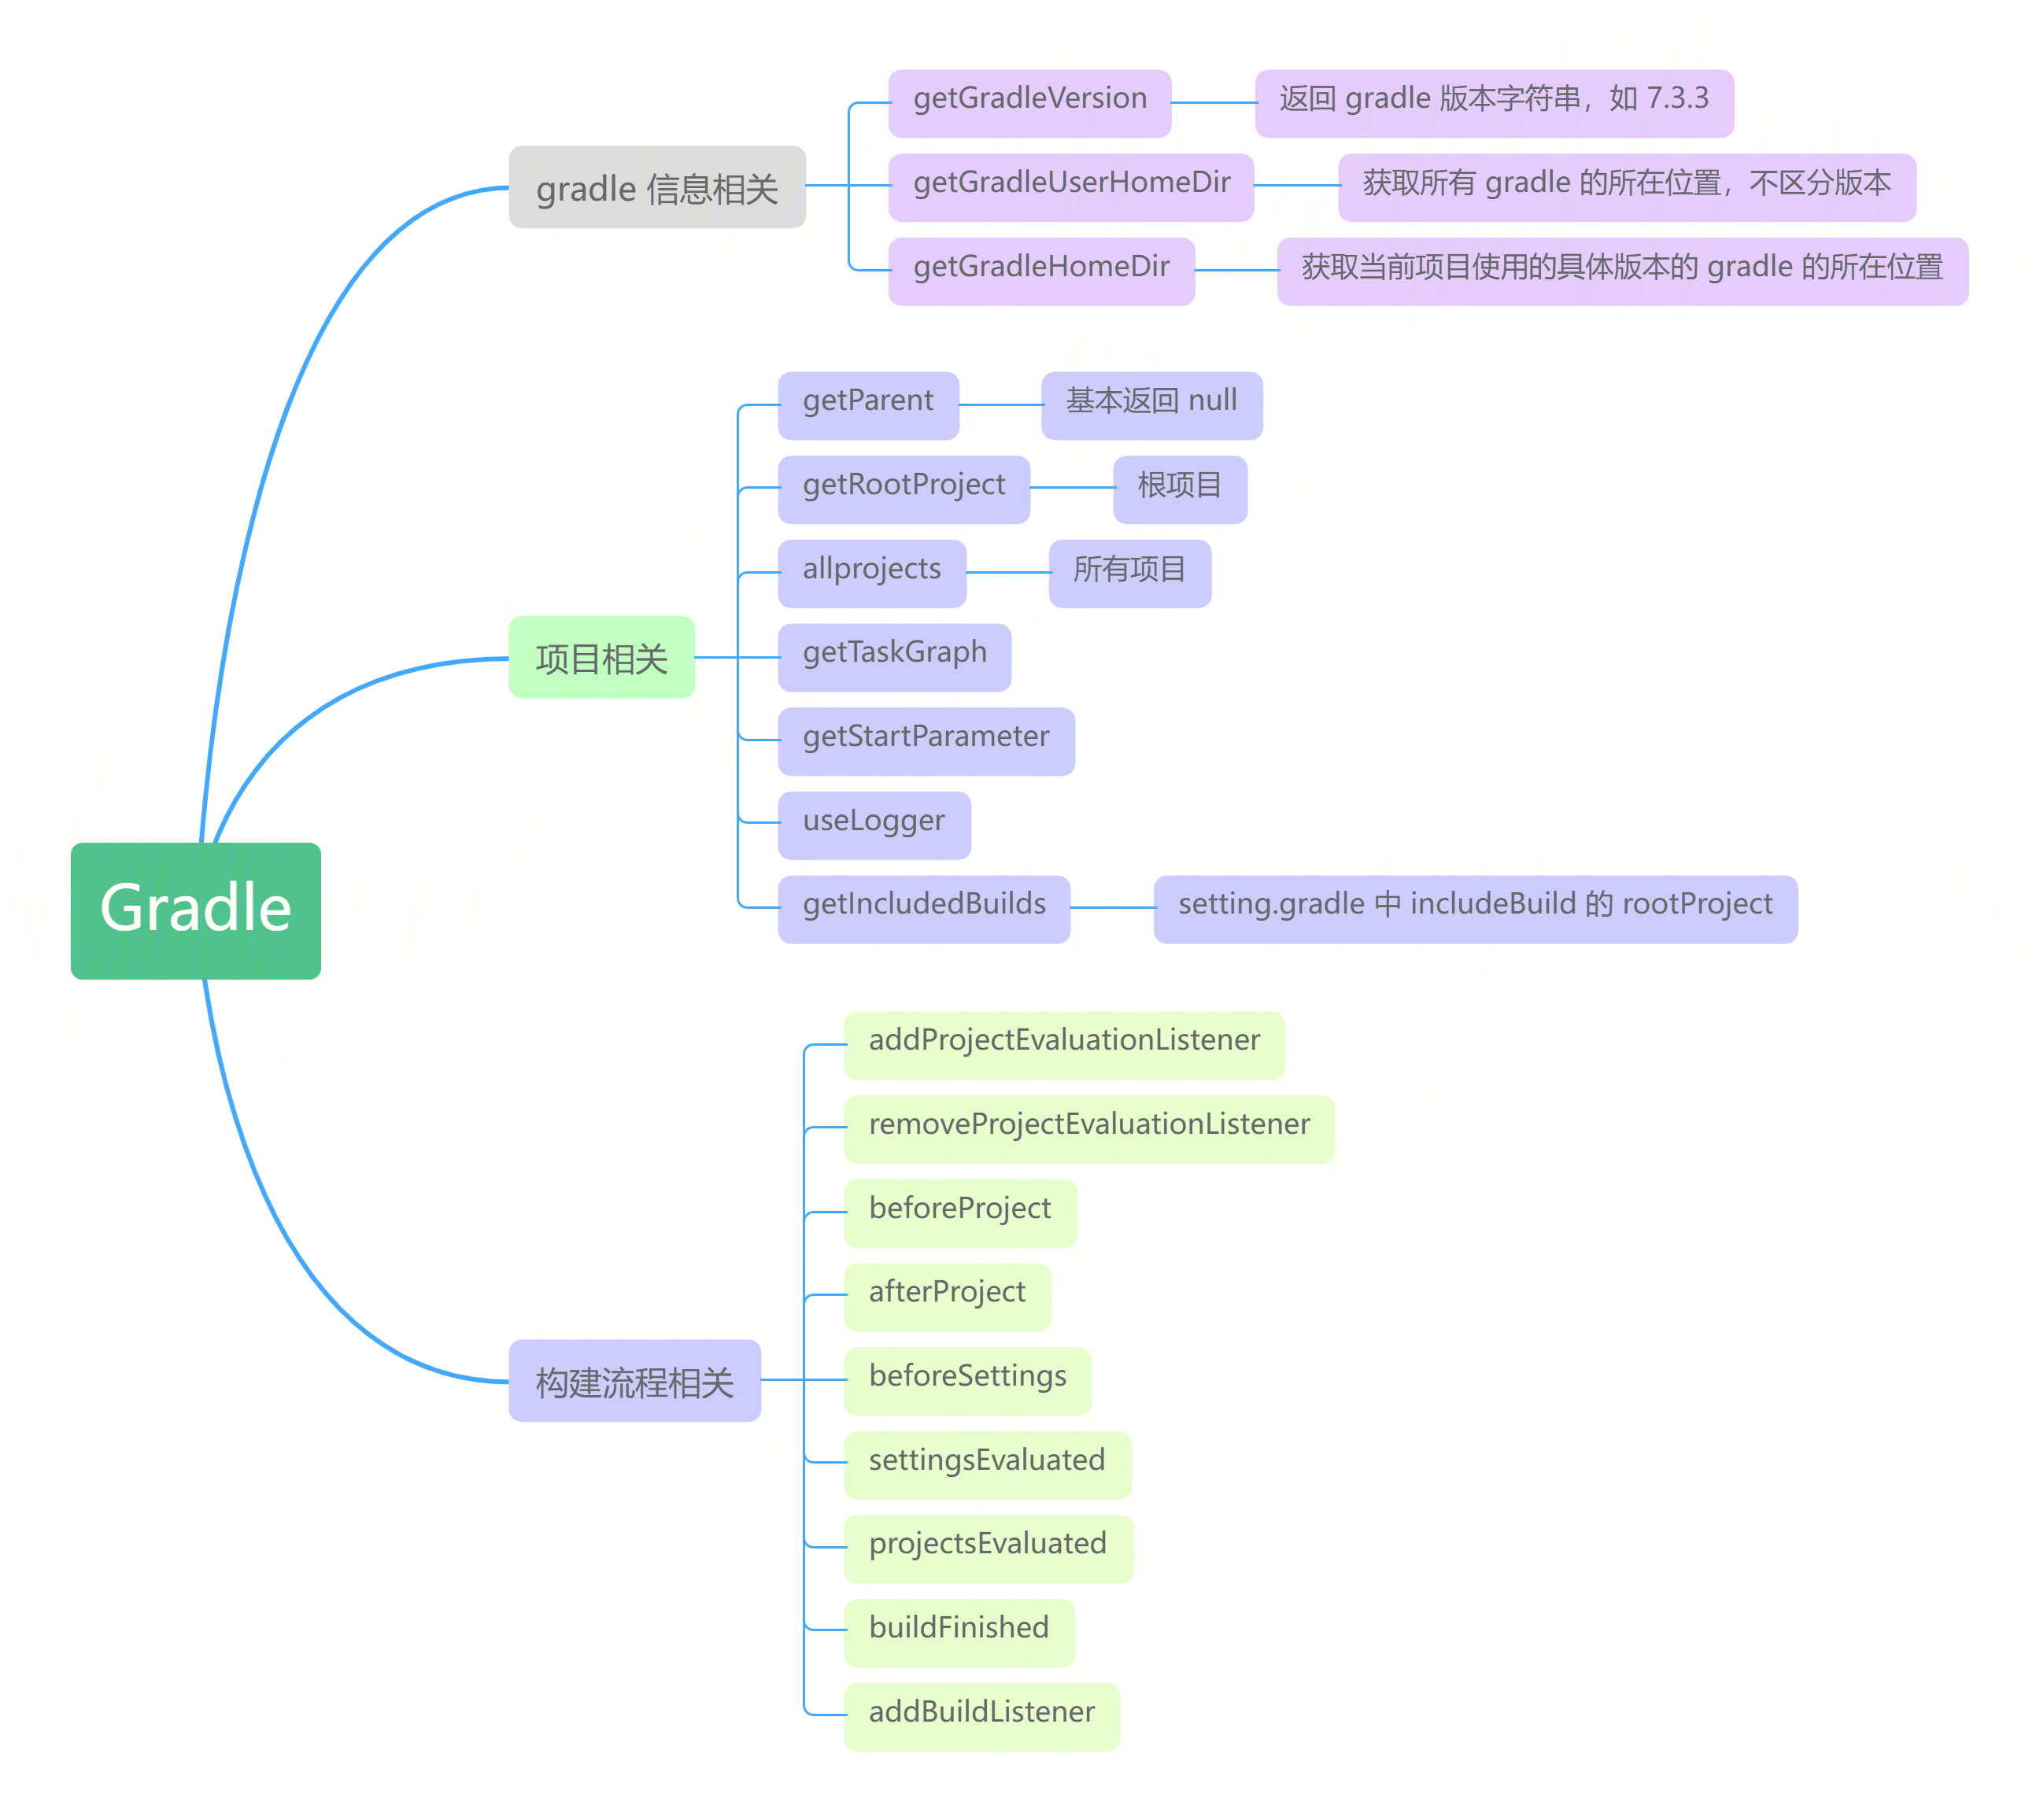 Gradle
gradle 信息相关
getGradleVersion
返回 gradle 版本字符串，如 7.3.3
getGradleUserHomeDir
获取所有 gradle 的所在位置，不区分版本
getGradleHomeDir
获取当前项目使用的具体版本的 gradle 的所在位置
项目相关
getParent
基本返回 null
getRootProject
根项目
allprojects
所有项目
getTaskGraph
getStartParameter
useLogger
getIncludedBuilds
setting.gradle 中 includeBuild 的 rootProject
构建流程相关
addProjectEvaluationListener
removeProjectEvaluationListener
beforeProject
afterProject
beforeSettings
settingsEvaluated
projectsEvaluated
buildFinished
addBuildListener